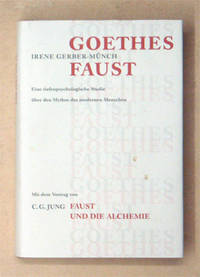 GOETHES
IRENE GERBER-MÜNCH
FAUST
Eine tiefenpsychologische Studie
über den Mythos des modernen Menschen
Mit dem Vortrag von
C.G. JUNG FAUST
UND DIE ALCHEMIE